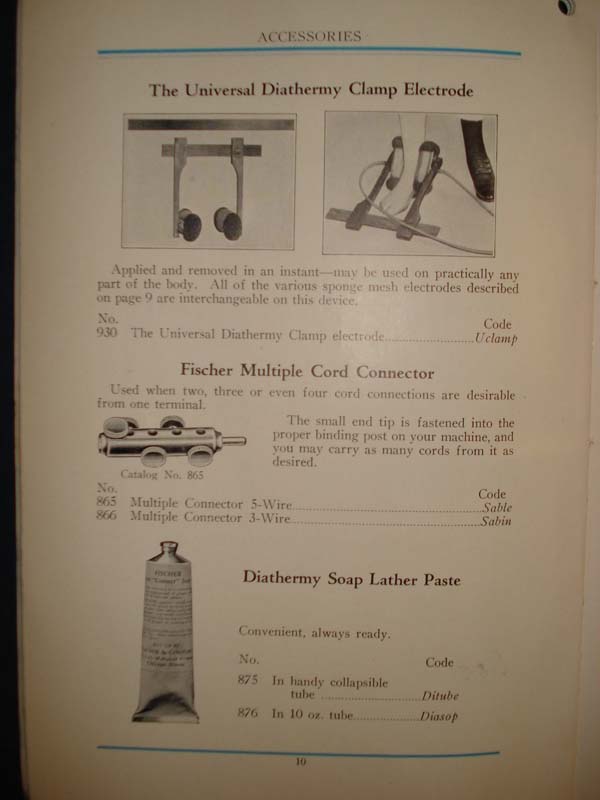 ACCESSORIES
The Universal Diathermy Clamp Electrode
Applied and removed in an instant—may be used on practically any
part of the body. All of the various sponge mesh electrodes described
on page 9 are interchangeable on this device.
No. Code
930 The Universal Diathermy Clamp electrode........................Uclamp
Fischer Multiple Cord Connector
Used when two, three or even four cord connections are desirable
from one terminal.
The small end tip is fastened into the
proper binding post on your machine, and
you may carry as many cords from it as
desired.
Catalog No. 865
No. Code
865 Multiple Connector 5-Wire................................................Sable
866 Multiple Connector 3-Wire................................................Sabin
FISCHER
Diathermy Soap Lather Paste
Convenient, always ready.
No. Code
875 In handy collapsible
tube ..........................Ditube
876 In 10 oz. tube.................Diasop
10